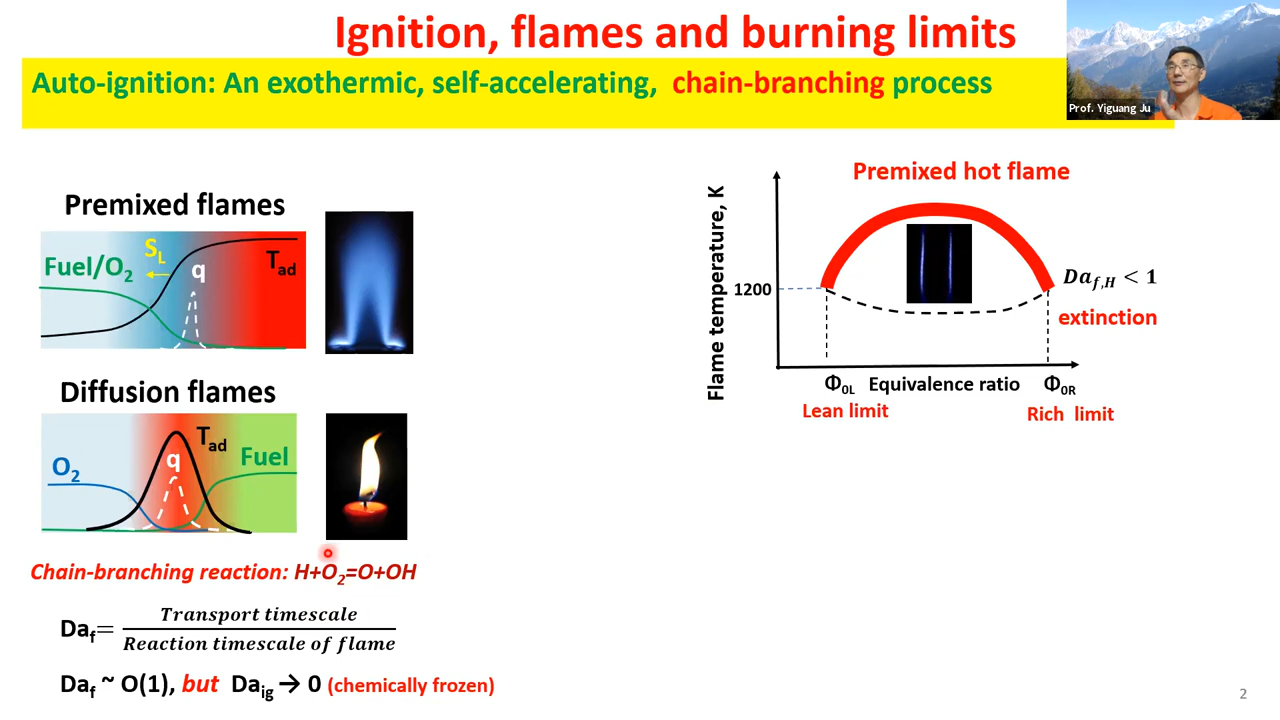 Ignition, flames and burning limits
Auto-ignition: An exothermic, self-accelerating, chain-branching process
Prof. Yiguang Ju
Premixed flames
Fuel/O2
SL
q
Tad
Diffusion flames
O2
q
Tad
Fuel
Chain-branching reaction: H+O2=O+OH
Daf= Transport timescale
Reaction timescale of flame
Daf ~ O(1), but Daig → 0 (chemically frozen)
Premixed hot flame
Flame temperature, K
1200
Daf,H < 1
extinction
Φ0L Equivalence ratio Φ0R
Lean limit
Rich limit
2